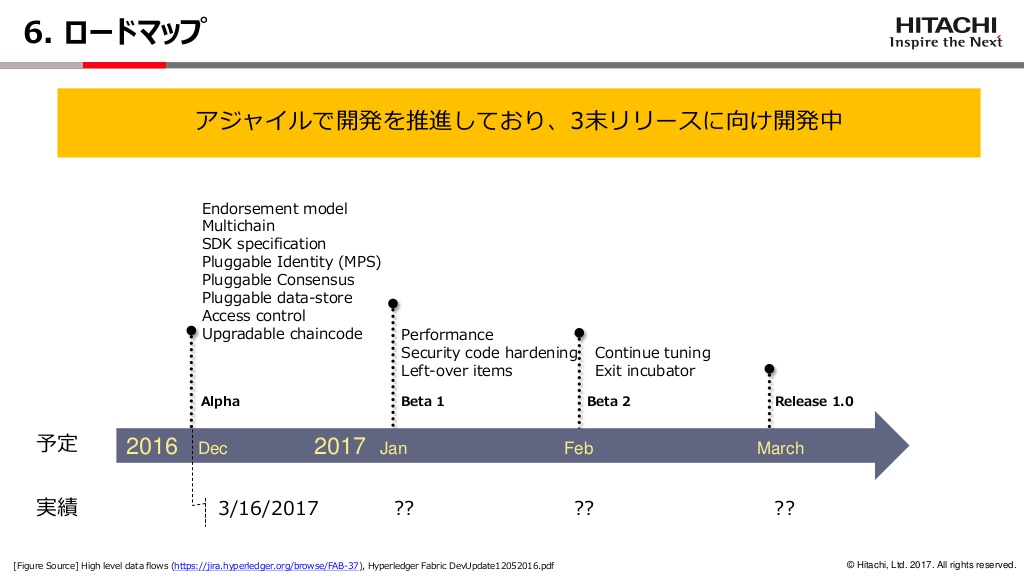 6. ロードマップ
HITACHI
Inspire the Next
アジャイルで開発を推進しており、3末リリースに向け開発中
Endorsement model
Multichain
SDK specification
Pluggable Identity (MPS)
Pluggable Consensus
Pluggable data-store
Access control
Upgradable chaincode
Performance
Security code hardening
Left-over items
Continue tuning
Exit incubator
Alpha
Beta 1
Beta 2
Release 1.0
予定
2016 Dec 2017 Jan Feb March
実績
3/16/2017 ?? ?? ??
[Figure Source] High level data flows (https://jira.hyperledger.org/browse/FAB-37), Hyperledger Fabric DevUpdate12052016.pdf
© Hitachi, Ltd. 2017. All rights reserved.